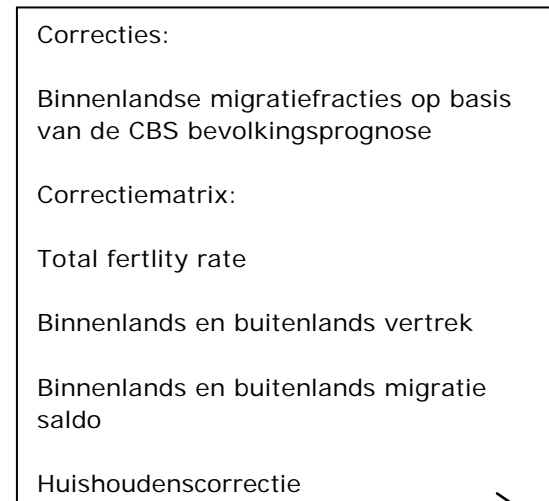 Correcties:
Binnenlandse migratiefracties op basis
van de CBS bevolkingsprognose
Correctiematrix:
Total fertlity rate
Binnenlands en buitenlands vertrek
Binnenlands en buitenlands migratie
saldo
Huishoudenscorrectie